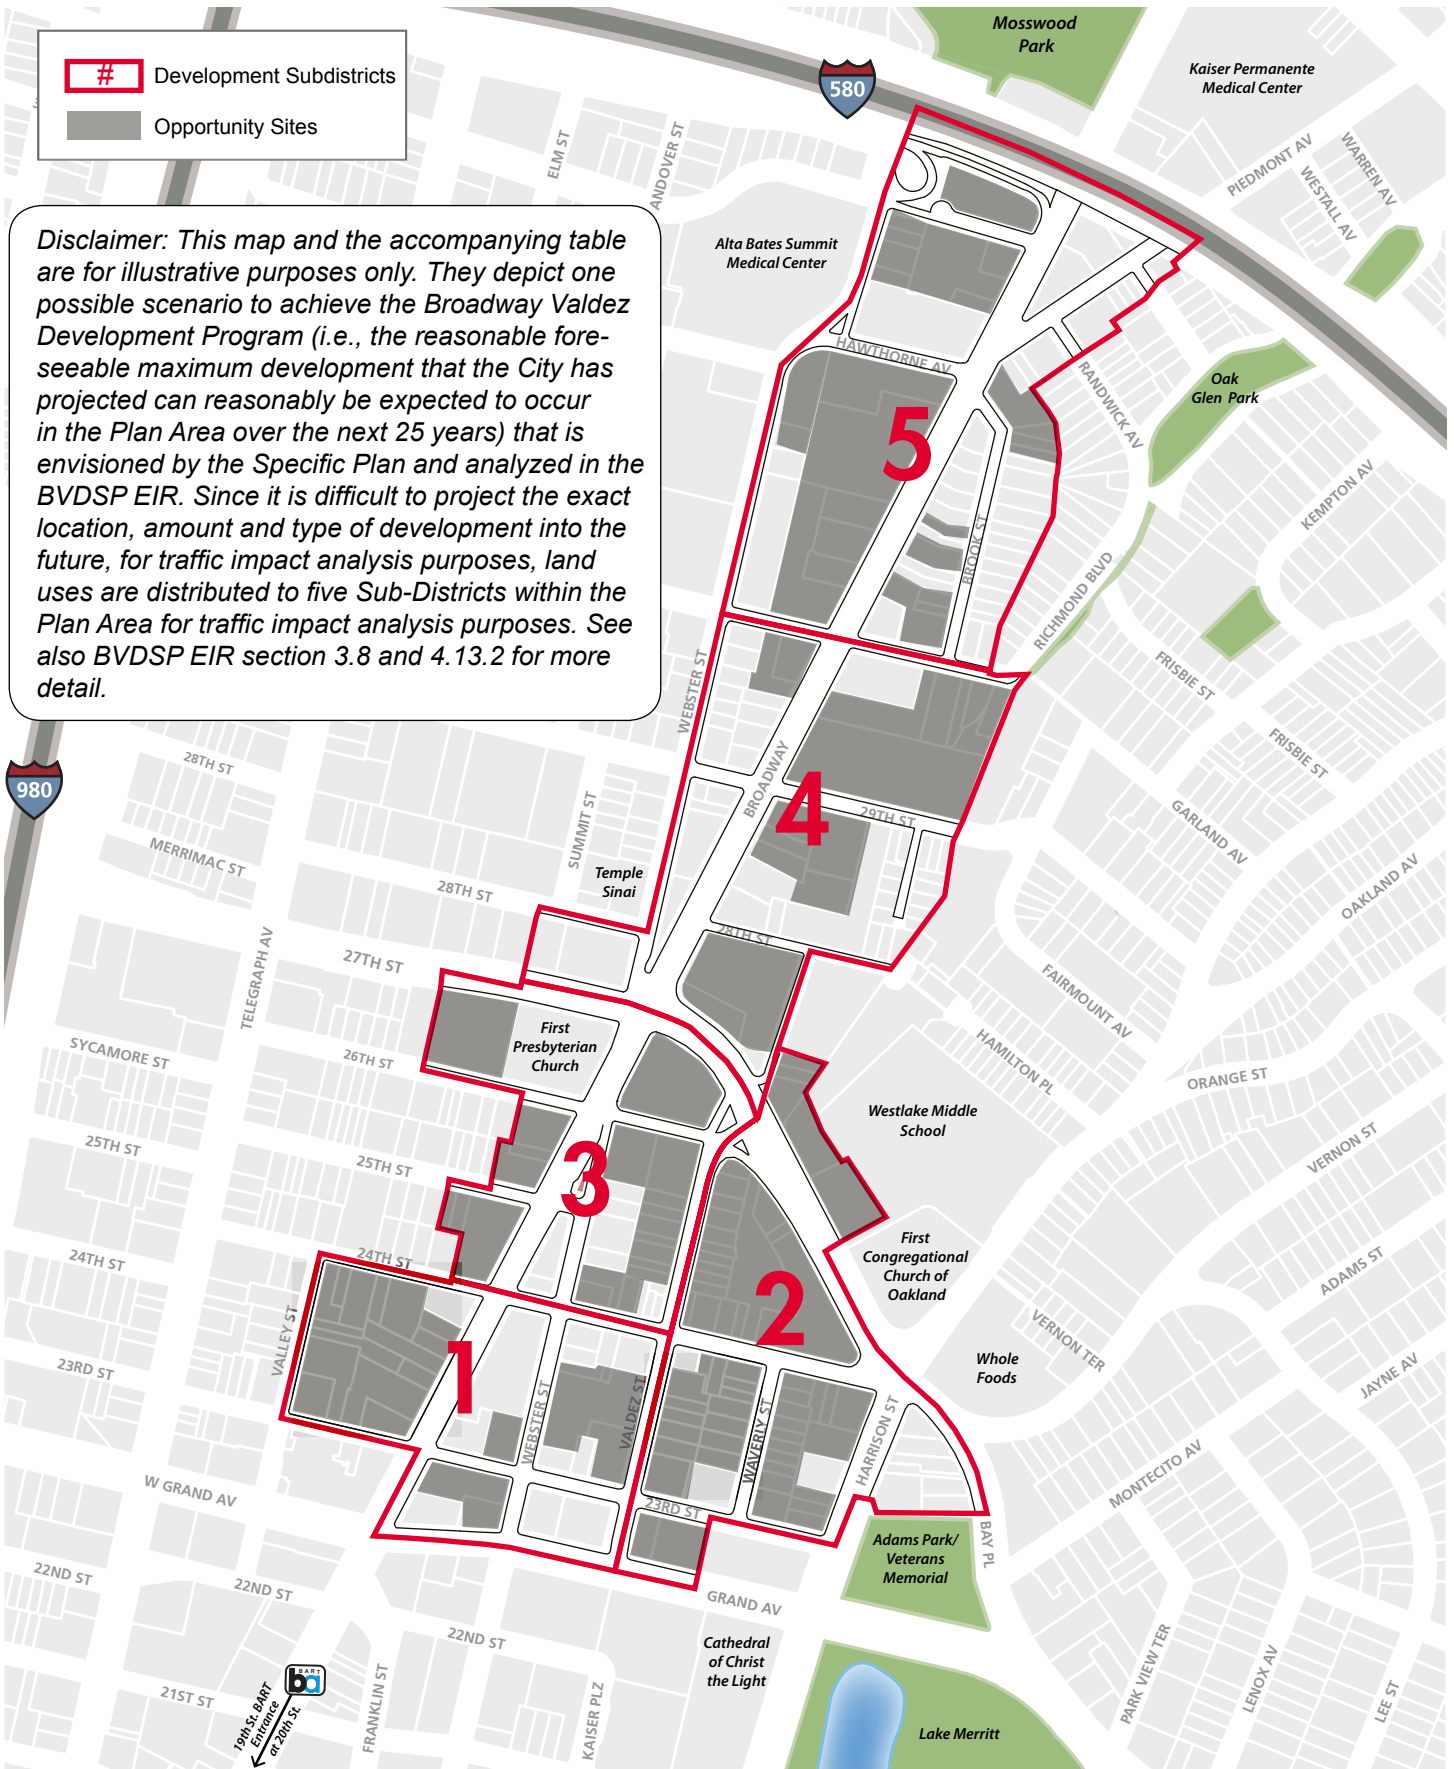 Mosswood
Park
Kaiser Permanente
Medical Center
580
#
Development Subdistricts
Opportunity Sites
ELM ST
ANDOVER ST
PIEDMONT AV
WARREN AV
WESTALL AV
Disclaimer: This map and the accompanying table
are for illustrative purposes only. They depict one
possible scenario to achieve the Broadway Valdez
Development Program (i.e., the reasonable fore-
seeable maximum development that the City has
projected can reasonably be expected to occur
in the Plan Area over the next 25 years) that is
envisioned by the Specific Plan and analyzed in the
BVDSP EIR. Since it is difficult to project the exact
location, amount and type of development into the
future, for traffic impact analysis purposes, land
uses are distributed to five Sub-Districts within the
Plan Area for traffic impact analysis purposes. See
also BVDSP EIR section 3.8 and 4.13.2 for more
detail.
Alta Bates Summit
Medical Center
HAWTHORNE AV
RANDWICK AV
Oak
Glen Park
5
KEMPTON AV
BROOK ST
RICHMOND BLVD
WEBSTER ST
FRISBIE ST
FRISBIE ST
980
28TH ST
BROADWAY
4
29TH ST
GARLAND AV
SUMMIT ST
MERRIMAC ST
28TH ST
Temple
Sinai
OAKLAND AV
28TH ST
TELEGRAPH AV
27TH ST
FAIRMOUNT AV
First
Presbyterian
Church
SYCAMORE ST
26TH ST
HAMILTON PL
ORANGE ST
Westlake Middle
School
25TH ST
25TH ST
3
VERNON ST
First
Congregational
Church of
Oakland
24TH ST
24TH ST
ADAMS ST
2
VALLEY ST
1
VERNON TER
Whole
Foods
23RD ST
JAYNE AV
WEBSTER ST
VALDEZ ST
WAVERLY ST
HARRISON ST
MONTECITO AV
W GRAND AV
23RD ST
Adams Park/
Veterans
Memorial
BAY PL
22ND ST
22ND ST
GRAND AV
22ND ST
Cathedral
of Christ
the Light
PARK VIEW TER
LENOX AV
LEE ST
21ST ST
BART
ba
19th St. BART
Entrance
at 20th St.
FRANKLIN ST
KAISER PLZ
Lake Merritt